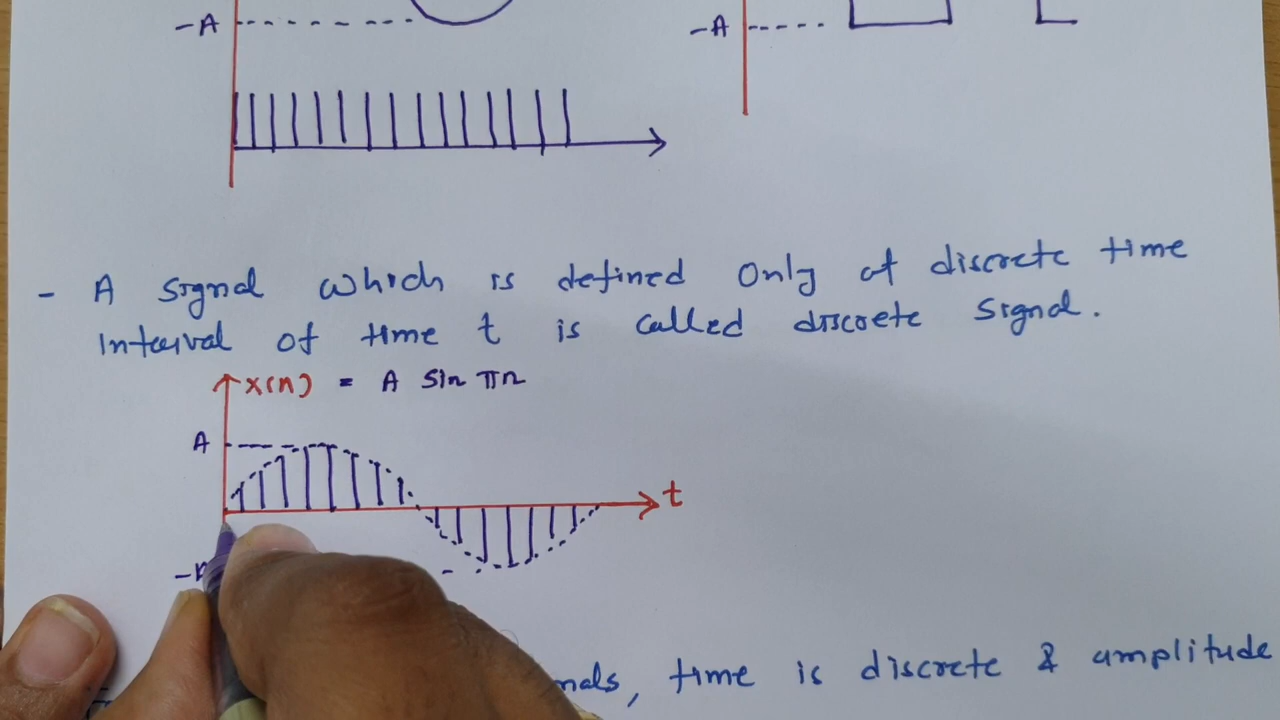 -A
-A
- A signal which is defined only at discrete time
interval of time t is called discrete signal.
x(n) = A sin πn
A
t
time is discrete & amplitude